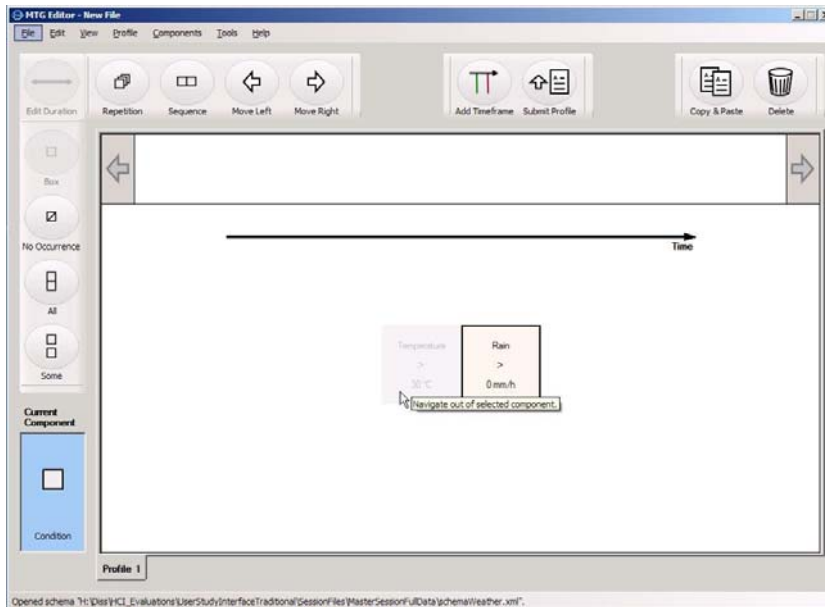 MTG Editor - New File
File Edit View Profile Components Tools Help
Edit Duration Repetition Sequence Move Left Move Right Add Timeframe Submit Profile Copy & Paste Delete
Box
No Occurrence
All
Some
Time
Temperature
>
30 °C
Rain
>
0 mm/h
Navigate out of selected component.
Current
Component
Condition
Profile 1
Opened schema "H:\Diss\HCI_Evaluations\UserStudyInterfaceTraditional\SessionFiles\MasterSessionFullData\schemaWeather.xml".